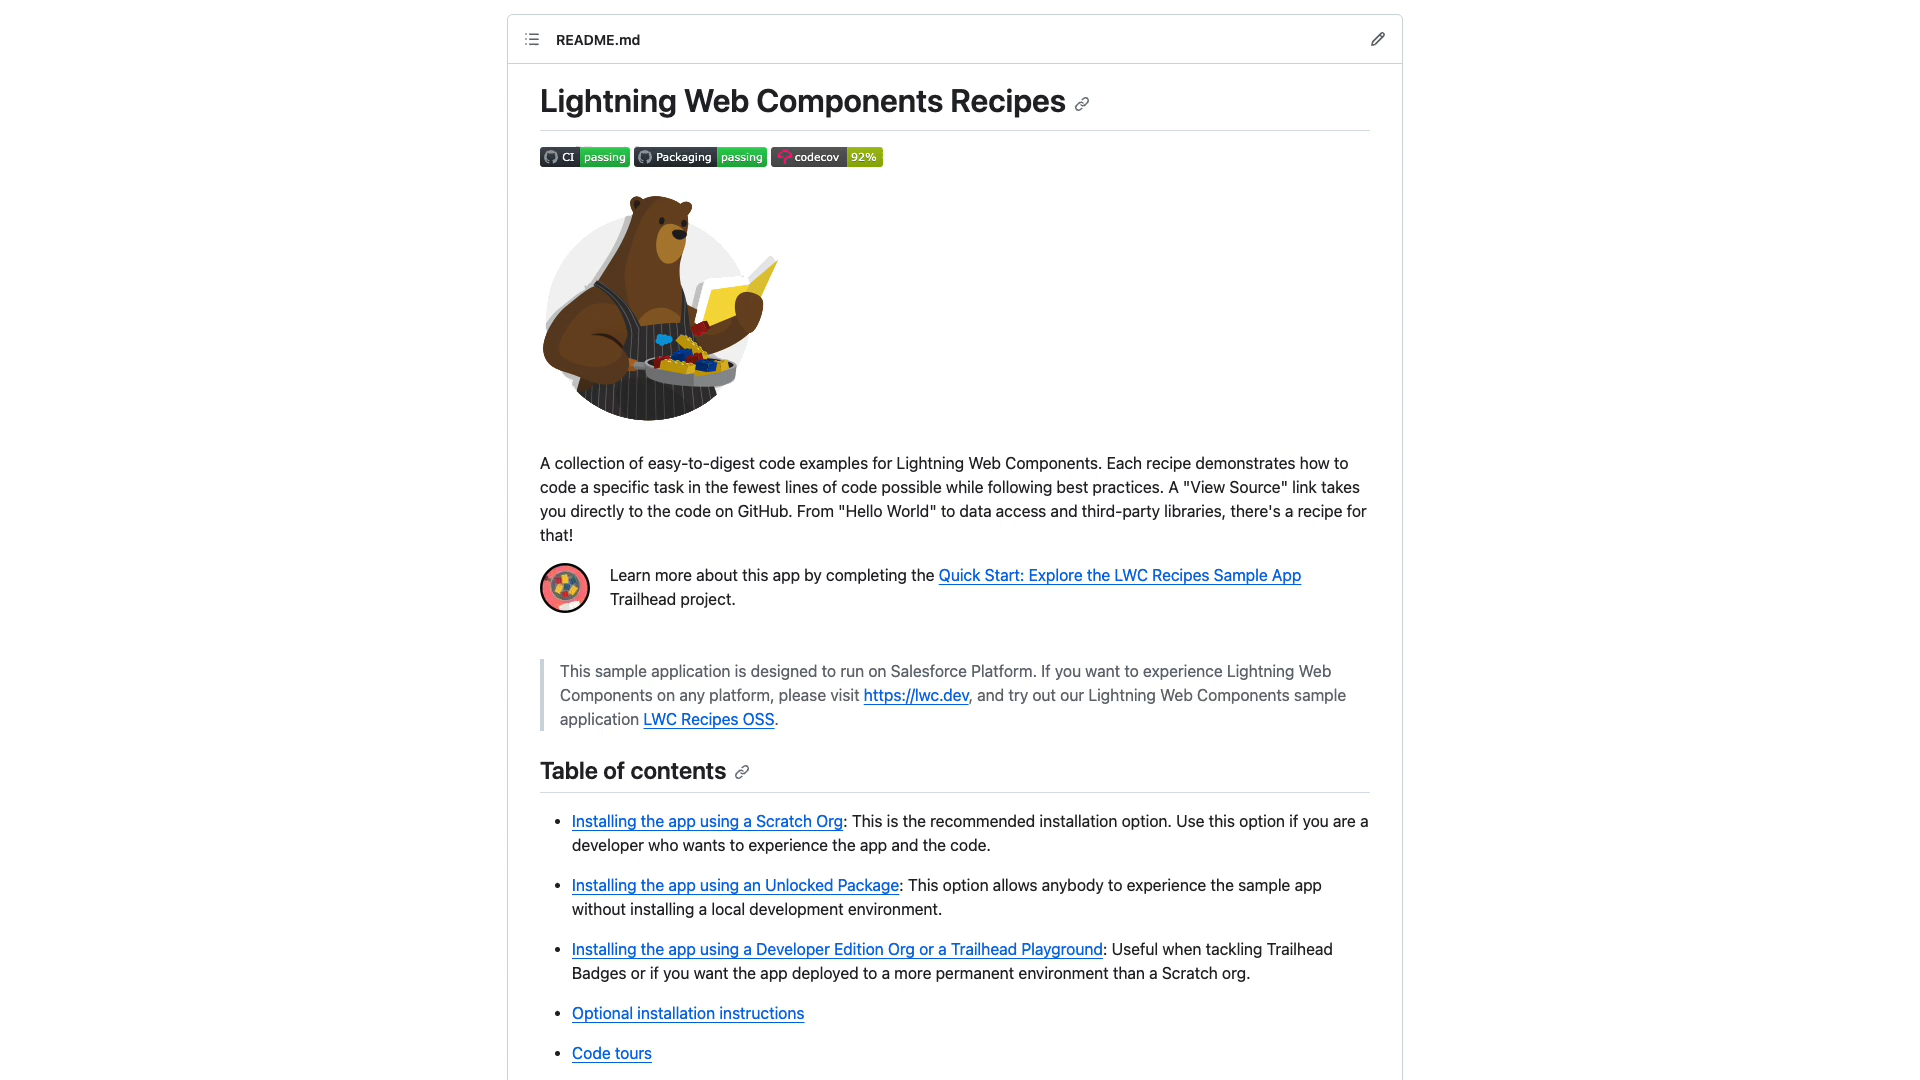 README.md
Lightning Web Components Recipes
CI passing Packaging passing codecov 92%
A collection of easy-to-digest code examples for Lightning Web Components. Each recipe demonstrates how to
code a specific task in the fewest lines of code possible while following best practices. A "View Source" link takes
you directly to the code on GitHub. From "Hello World" to data access and third-party libraries, there's a recipe for
that!
Learn more about this app by completing the Quick Start: Explore the LWC Recipes Sample App
Trailhead project.
This sample application is designed to run on Salesforce Platform. If you want to experience Lightning Web
Components on any platform, please visit https://lwc.dev, and try out our Lightning Web Components sample
application LWC Recipes OSS.
Table of contents
• Installing the app using a Scratch Org: This is the recommended installation option. Use this option if you are a
developer who wants to experience the app and the code.
• Installing the app using an Unlocked Package: This option allows anybody to experience the sample app
without installing a local development environment.
• Installing the app using a Developer Edition Org or a Trailhead Playground: Useful when tackling Trailhead
Badges or if you want the app deployed to a more permanent environment than a Scratch org.
• Optional installation instructions
• Code tours